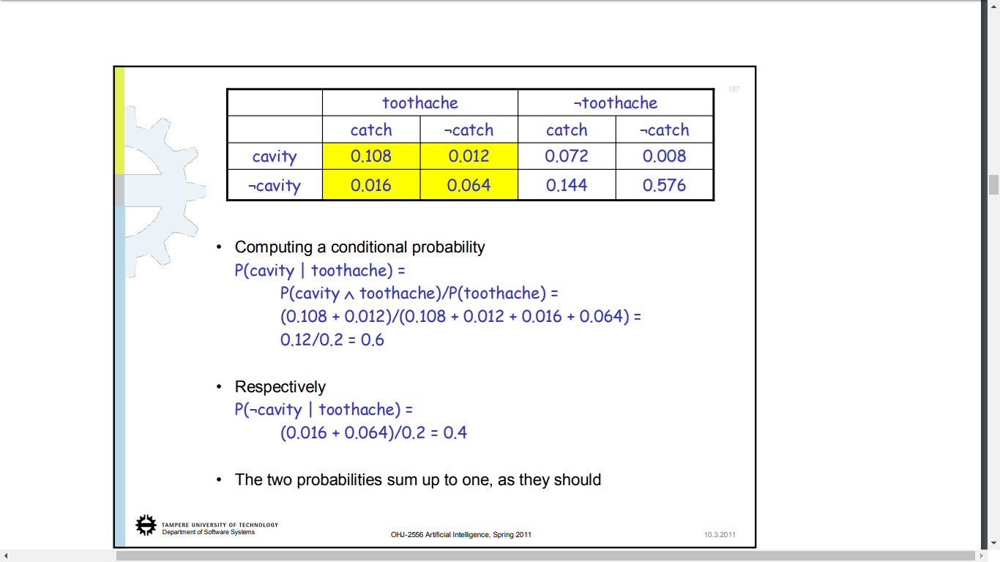 197
toothache ¬toothache
catch ¬catch catch ¬catch
cavity 0.108 0.012 0.072 0.008
¬cavity 0.016 0.064 0.144 0.576
• Computing a conditional probability
P(cavity | toothache) =
P(cavity ∧ toothache)/P(toothache) =
(0.108 + 0.012)/(0.108 + 0.012 + 0.016 + 0.064) =
0.12/0.2 = 0.6
• Respectively
P(¬cavity | toothache) =
(0.016 + 0.064)/0.2 = 0.4
• The two probabilities sum up to one, as they should
TAMPERE UNIVERSITY OF TECHNOLOGY
Department of Software Systems
OHJ-2556 Artificial Intelligence, Spring 2011
10.3.2011